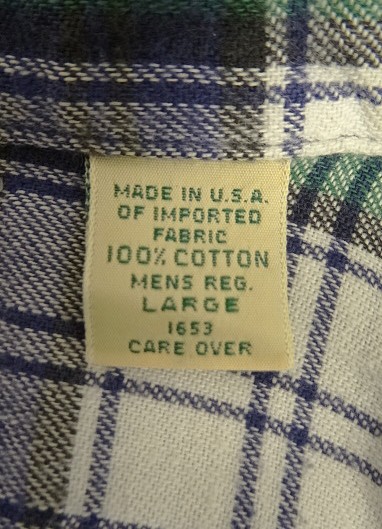 MADE IN U.S.A.
OF IMPORTED
FABRIC
100% COTTON
MENS REG.
LARGE
1653
CARE OVER